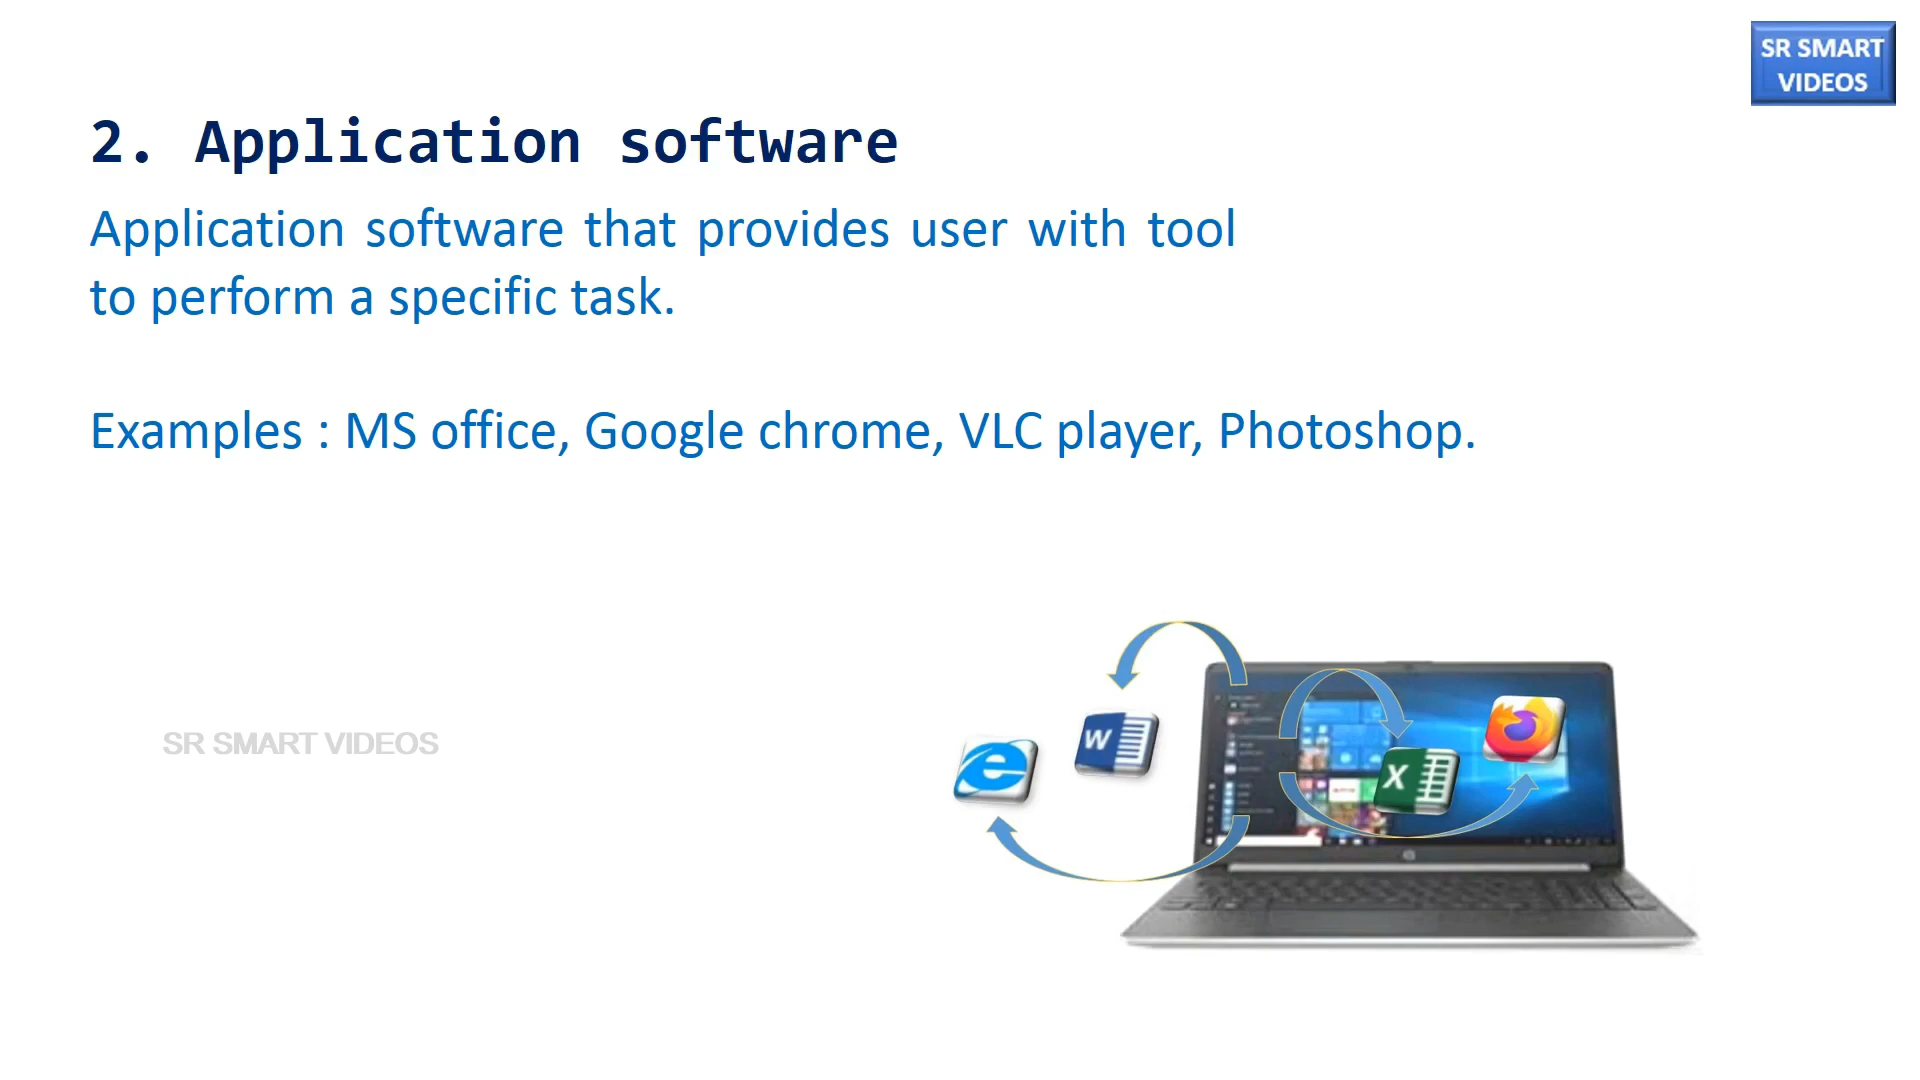 SR SMART
VIDEOS
2. Application software
Application software that provides user with tool
to perform a specific task.
Examples : MS office, Google chrome, VLC player, Photoshop.
SR SMART VIDEOS
W
X